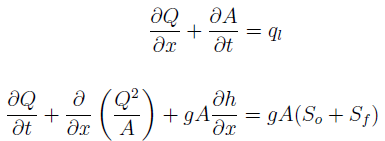 ∂Q/∂x + ∂A/∂t = q_l
∂Q/∂t + ∂/∂x (Q²/A) + gA ∂h/∂x = gA(S_o + S_f)